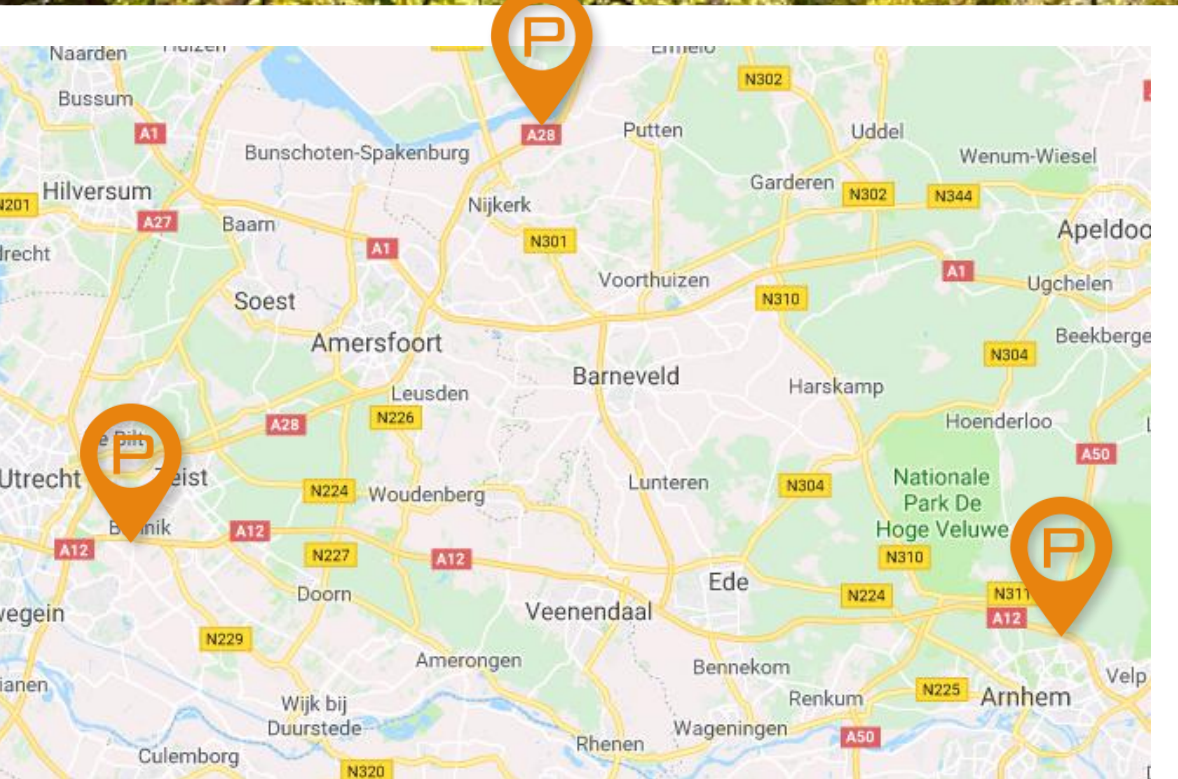 P
Naarden
Bussum
A1
A28
N302
Putten
Uddel
Bunschoten-Spakenburg
Wenum-Wiesel
Garderen
Hilversum
N201
A27
Baarn
Nijkerk
N302
N344
A1
N301
Apeldoo
drecht
Voorthuizen
A1
Ugchelen
Soest
N310
Amersfoort
Beekberge
N304
Barneveld
Harskamp
Leusden
N226
A28
Hoenderloo
P
A50
Utrecht
Nationale
Park De
Hoge Veluwe
Lunteren
N304
N224
Woudenberg
A12
A12
N227
A12
N310
P
Ede
Doorn
N224
N311
A12
wegein
Veenendaal
N229
Amerongen
Bennekom
Velp
ianen
Renkum
N225
Arnhem
Wijk bij
Duurstede
Wageningen
A50
Rhenen
Culemborg
N320